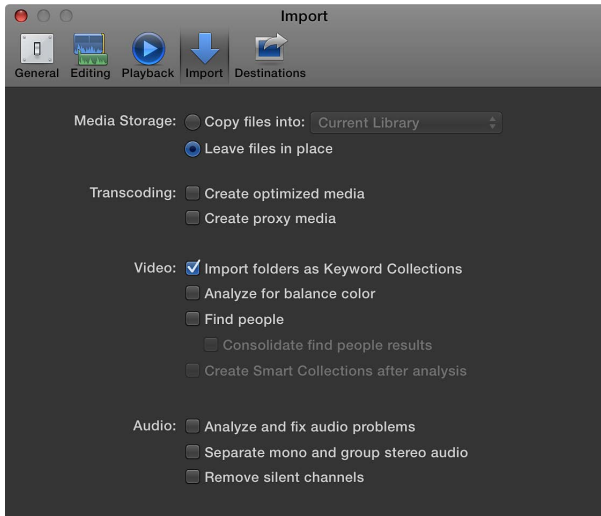 Import
General Editing Playback Import Destinations
Media Storage: Copy files into: Current Library
Leave files in place
Transcoding: Create optimized media
Create proxy media
Video: Import folders as Keyword Collections
Analyze for balance color
Find people
Consolidate find people results
Create Smart Collections after analysis
Audio: Analyze and fix audio problems
Separate mono and group stereo audio
Remove silent channels